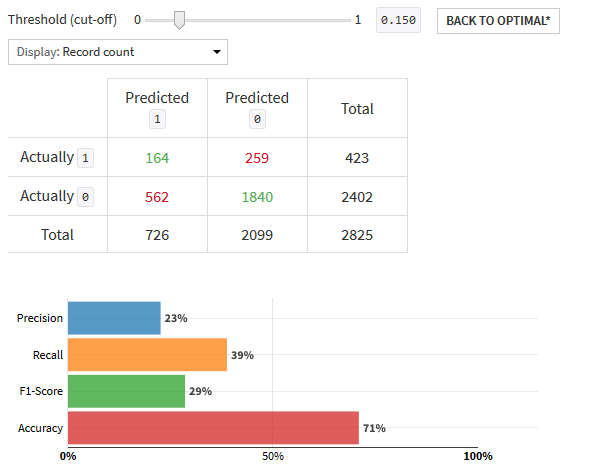 Threshold (cut-off) 0 1 0.150 BACK TO OPTIMAL*
Display: Record count
Predicted 1 Predicted 0 Total
Actually 1 164 259 423
Actually 0 562 1840 2402
Total 726 2099 2825
Precision 23%
Recall 39%
F1-Score 29%
Accuracy 71%
0% 50% 100%